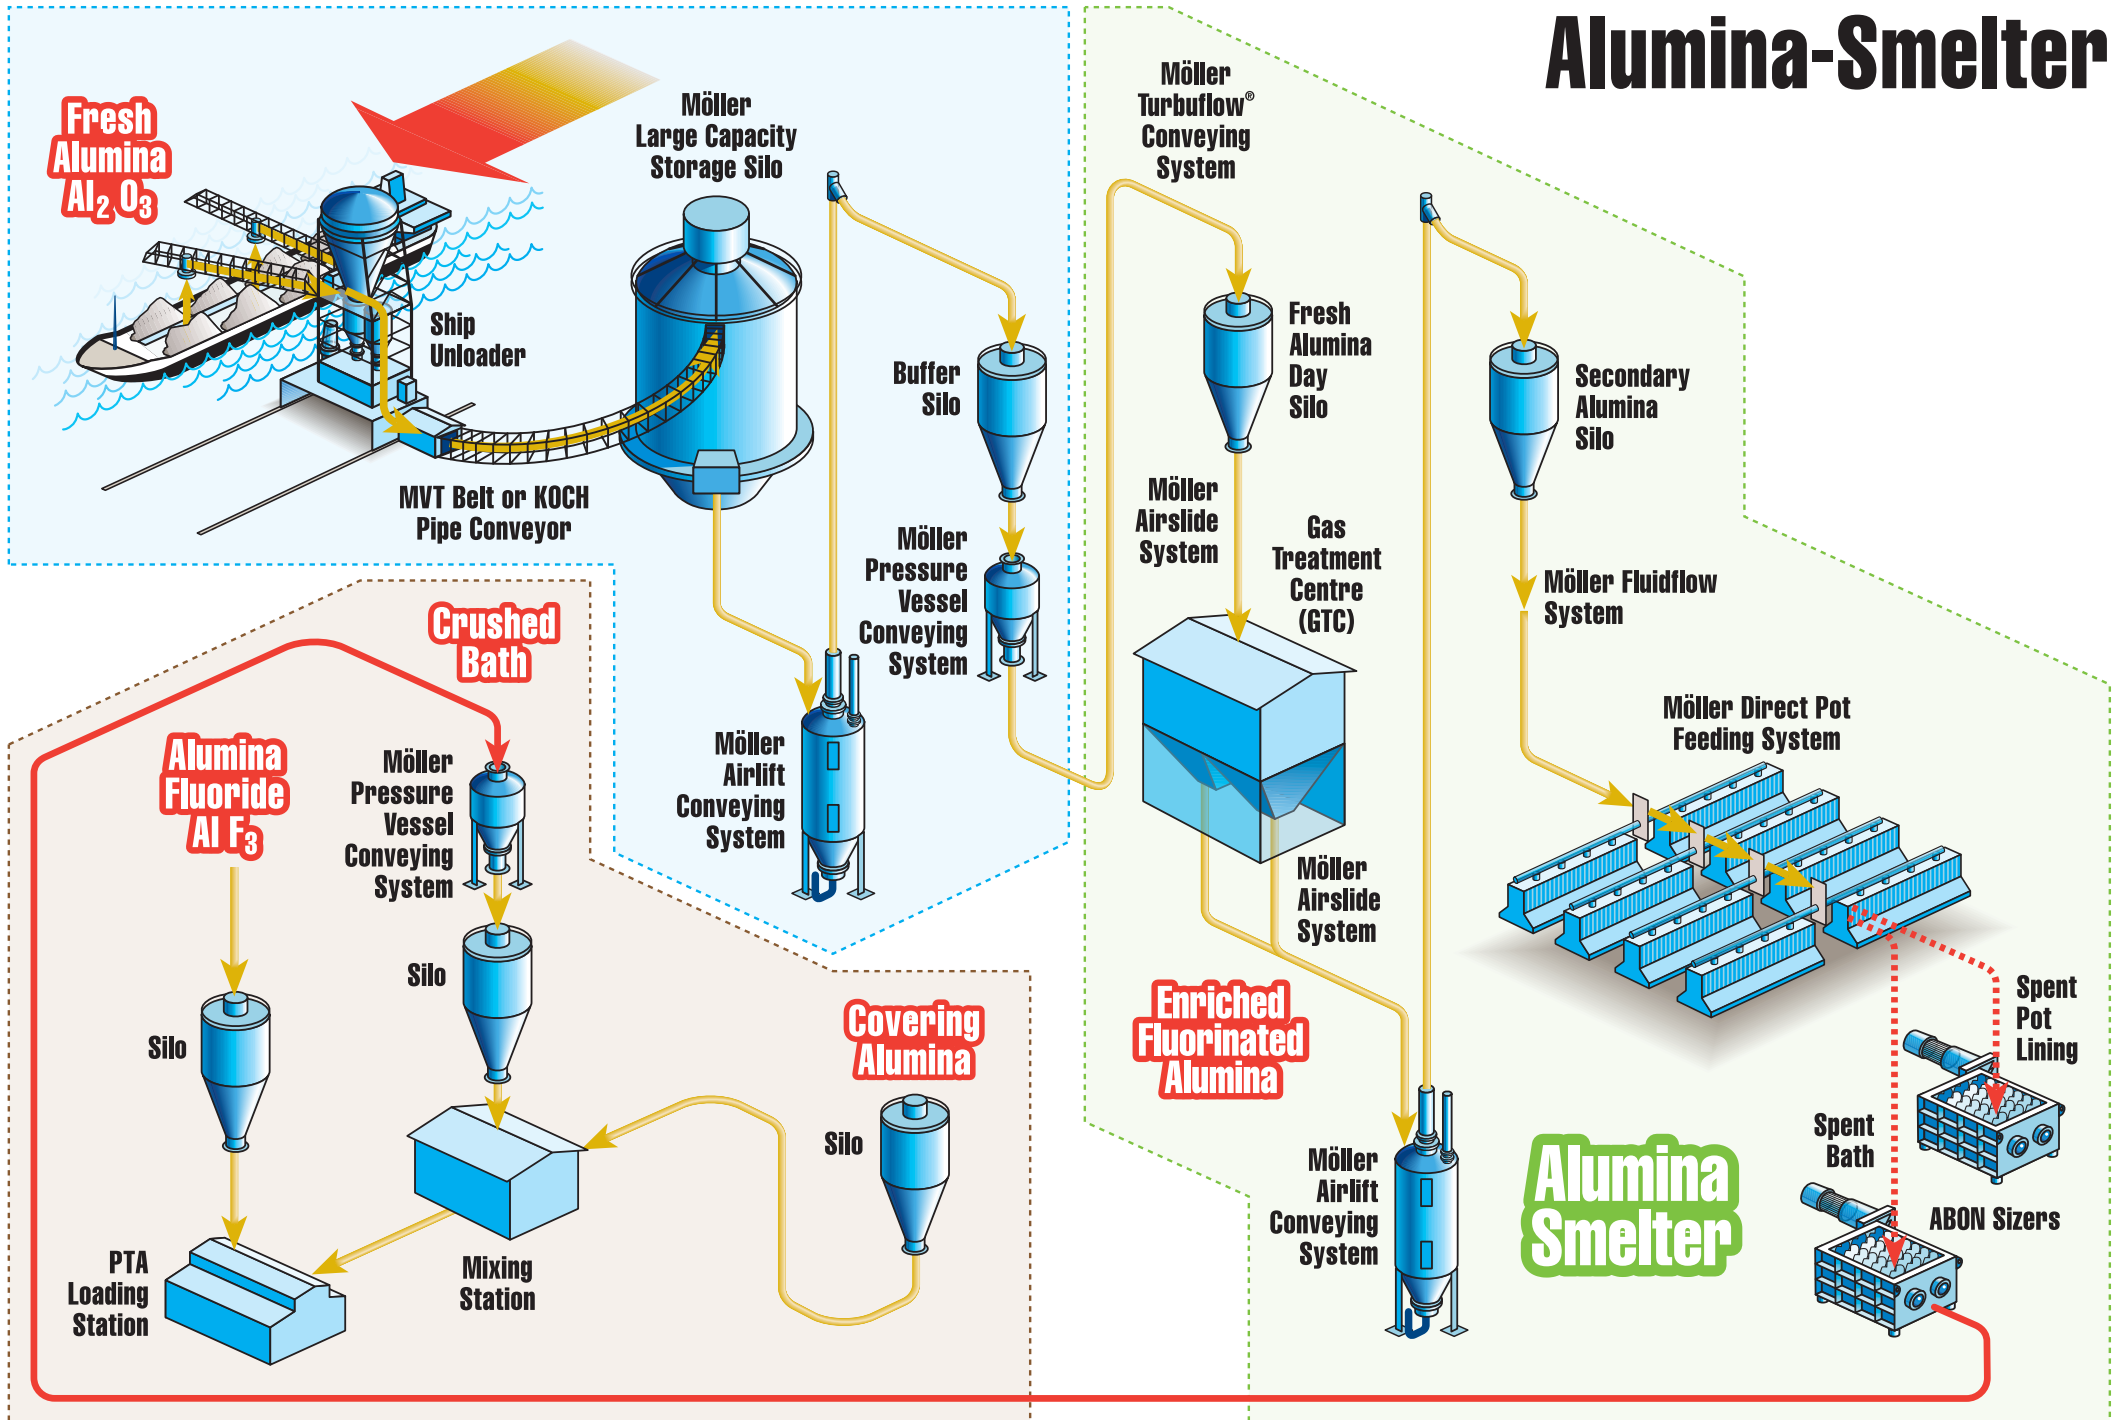 Alumina-Smelter
Fresh
Alumina
Al2 O3
Möller
Large Capacity
Storage Silo
Ship
Unloader
MVT Belt or KOCH
Pipe Conveyor
Buffer
Silo
Möller
Pressure
Vessel
Conveying
System
Möller
Airlift
Conveying
System
Möller
Turbuflow®
Conveying
System
Fresh
Alumina
Day
Silo
Möller
Airslide
System
Gas
Treatment
Centre
(GTC)
Möller
Airslide
System
Enriched
Fluorinated
Alumina
Möller
Airlift
Conveying
System
Secondary
Alumina
Silo
Möller Fluidflow
System
Möller Direct Pot
Feeding System
Spent
Pot
Lining
Spent
Bath
ABON Sizers
Alumina
Smelter
Crushed
Bath
Möller
Pressure
Vessel
Conveying
System
Silo
Alumina
Fluoride
Al F3
Silo
Covering
Alumina
Silo
Mixing
Station
PTA
Loading
Station